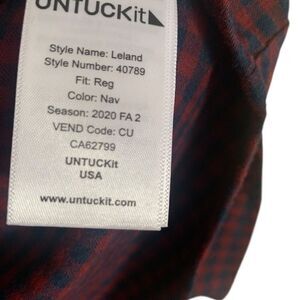 UNTUCKit
Style Name: Leland
Style Number: 40789
Fit: Reg
Color: Nav
Season: 2020 FA 2
VEND Code: CU
CA62799
UNTUCKit
USA
www.untuckit.com